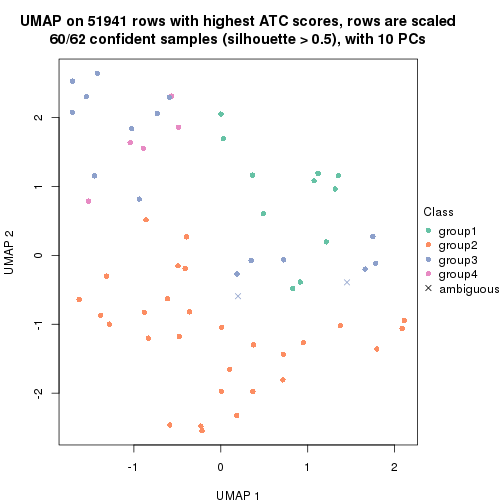 UMAP on 51941 rows with highest ATC scores, rows are scaled
60/62 confident samples (silhouette > 0.5), with 10 PCs
2
1
0
-1
-2
UMAP 2
-1
0
1
2
UMAP 1
Class
group1
group2
group3
group4
ambiguous